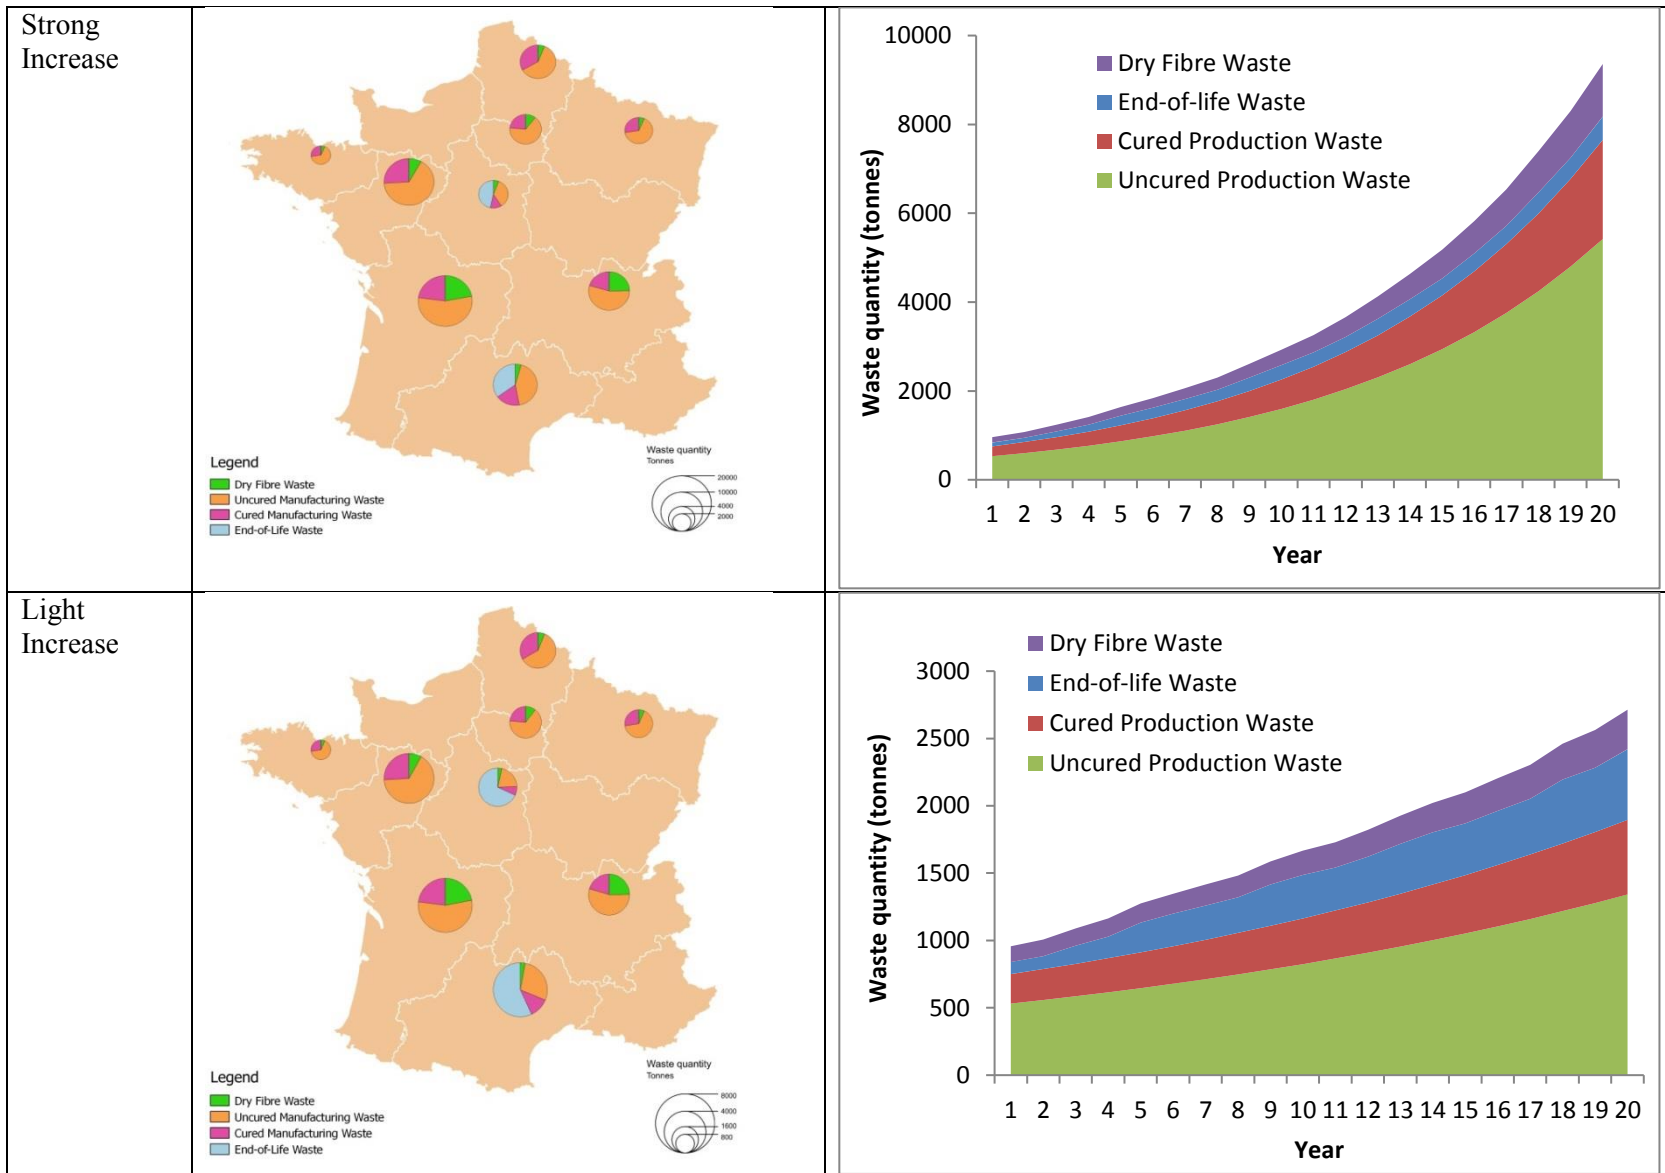 Strong
Increase
Legend
Dry Fibre Waste
Uncured Manufacturing Waste
Cured Manufacturing Waste
End-of-Life Waste
Waste quantity
Tonnes
20000
10000
4000
2000
Waste quantity (tonnes)
10000
8000
6000
4000
2000
0
Dry Fibre Waste
End-of-life Waste
Cured Production Waste
Uncured Production Waste
1 2 3 4 5 6 7 8 9 10 11 12 13 14 15 16 17 18 19 20
Year
Light
Increase
Legend
Dry Fibre Waste
Uncured Manufacturing Waste
Cured Manufacturing Waste
End-of-Life Waste
Waste quantity
Tonnes
8000
4000
1600
800
Waste quantity (tonnes)
3000
2500
2000
1500
1000
500
0
Dry Fibre Waste
End-of-life Waste
Cured Production Waste
Uncured Production Waste
1 2 3 4 5 6 7 8 9 10 11 12 13 14 15 16 17 18 19 20
Year